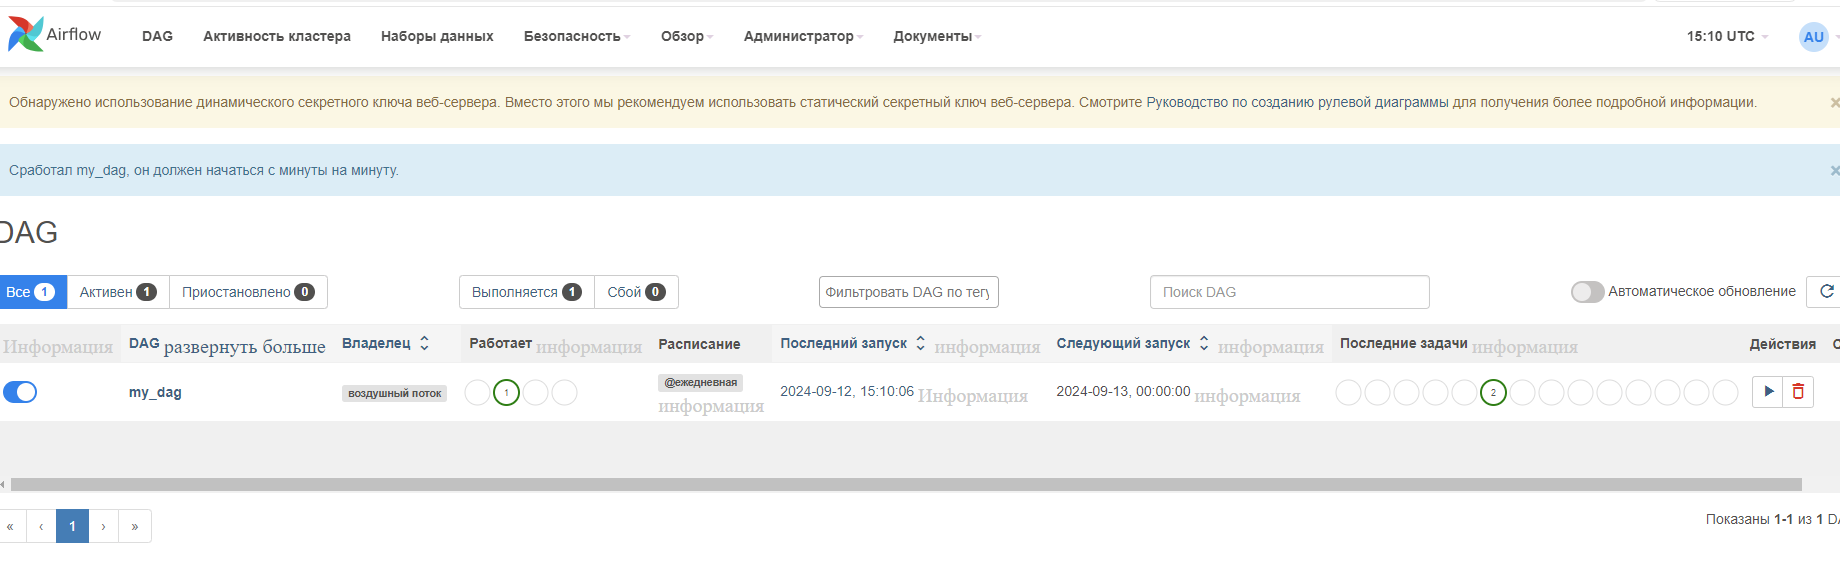 Airflow DAG Активность кластера Наборы данных Безопасность Обзор Администратор Документы 15:10 UTC AU
Обнаружено использование динамического секретного ключа веб-сервера. Вместо этого мы рекомендуем использовать статический секретный ключ веб-сервера. Смотрите Руководство по созданию рулевой диаграммы для получения более подробной информации. ×
Сработал my_dag, он должен начаться с минуты на минуту. ×
DAG
Все 1 Активен 1 Приостановлено 0 Выполняется 1 Сбой 0 Фильтровать DAG по тегу Поиск DAG Автоматическое обновление
Информация DAG развернуть больше Владелец Работает информация Расписание Последний запуск информация Следующий запуск информация Последние задачи информация Действия
my_dag воздушный поток 1 @ежедневная 2024-09-12, 15:10:06 Информация 2024-09-13, 00:00:00 информация 2
информация
« ‹ 1 › » Показаны 1-1 из 1